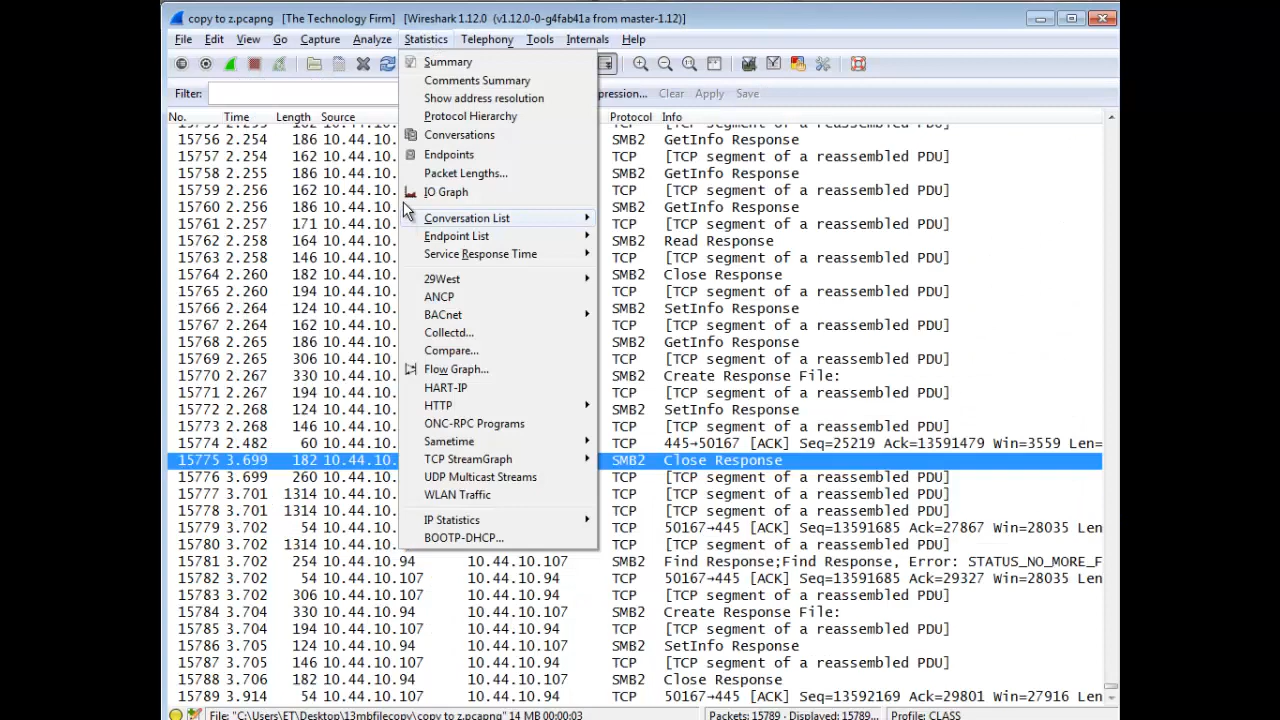 copy to z.pcapng [The Technology Firm] [Wireshark 1.12.0 (v1.12.0-0-g4fab41a from master-1.12)]
File Edit View Go Capture Analyze Statistics Telephony Tools Internals Help
Filter: pression... Clear Apply Save
No. Time Length Source Protocol Info
15756 2.254 186 10.44.10. SMB2 GetInfo Response
15757 2.254 162 10.44.10. TCP [TCP segment of a reassembled PDU]
15758 2.255 186 10.44.10. SMB2 GetInfo Response
15759 2.256 162 10.44.10. TCP [TCP segment of a reassembled PDU]
15760 2.256 186 10.44.10. SMB2 GetInfo Response
15761 2.257 171 10.44.10. TCP [TCP segment of a reassembled PDU]
15762 2.258 164 10.44.10. SMB2 Read Response
15763 2.258 146 10.44.10. TCP [TCP segment of a reassembled PDU]
15764 2.260 182 10.44.10. SMB2 Close Response
15765 2.260 194 10.44.10. TCP [TCP segment of a reassembled PDU]
15766 2.264 124 10.44.10. SMB2 SetInfo Response
15767 2.264 162 10.44.10. TCP [TCP segment of a reassembled PDU]
15768 2.265 186 10.44.10. SMB2 GetInfo Response
15769 2.265 306 10.44.10. TCP [TCP segment of a reassembled PDU]
15770 2.267 330 10.44.10. SMB2 Create Response File:
15771 2.267 194 10.44.10. TCP [TCP segment of a reassembled PDU]
15772 2.268 124 10.44.10. SMB2 SetInfo Response
15773 2.268 146 10.44.10. TCP [TCP segment of a reassembled PDU]
15774 2.482 60 10.44.10. TCP 445→50167 [ACK] Seq=25219 Ack=13591479 Win=3559 Len=
15775 3.699 182 10.44.10. SMB2 Close Response
15776 3.699 260 10.44.10. TCP [TCP segment of a reassembled PDU]
15777 3.701 1314 10.44.10. TCP [TCP segment of a reassembled PDU]
15778 3.701 1314 10.44.10. TCP [TCP segment of a reassembled PDU]
15779 3.702 54 10.44.10. TCP 50167→445 [ACK] Seq=13591685 Ack=27867 Win=28035 Len
15780 3.702 1314 10.44.10. TCP [TCP segment of a reassembled PDU]
15781 3.702 254 10.44.10.94 10.44.10.107 SMB2 Find Response;Find Response, Error: STATUS_NO_MORE_F
15782 3.702 54 10.44.10.107 10.44.10.94 TCP 50167→445 [ACK] Seq=13591685 Ack=29327 Win=28035 Len
15783 3.702 306 10.44.10.107 10.44.10.94 TCP [TCP segment of a reassembled PDU]
15784 3.704 330 10.44.10.94 10.44.10.107 SMB2 Create Response File:
15785 3.704 194 10.44.10.107 10.44.10.94 TCP [TCP segment of a reassembled PDU]
15786 3.705 124 10.44.10.94 10.44.10.107 SMB2 SetInfo Response
15787 3.705 146 10.44.10.107 10.44.10.94 TCP [TCP segment of a reassembled PDU]
15788 3.706 182 10.44.10.94 10.44.10.107 SMB2 Close Response
15789 3.914 54 10.44.10.107 10.44.10.94 TCP 50167→445 [ACK] Seq=13592169 Ack=29801 Win=27916 Len
Summary
Comments Summary
Show address resolution
Protocol Hierarchy
Conversations
Endpoints
Packet Lengths...
IO Graph
Conversation List
Endpoint List
Service Response Time
29West
ANCP
BACnet
Collectd...
Compare...
Flow Graph...
HART-IP
HTTP
ONC-RPC Programs
Sametime
TCP StreamGraph
UDP Multicast Streams
WLAN Traffic
IP Statistics
BOOTP-DHCP...
File: "C:\Users\ET\Desktop\13mbfilecopy\copy to z.pcapng" 14 MB 00:00:03 Packets: 15789 · Displayed: 15789... Profile: CLASS